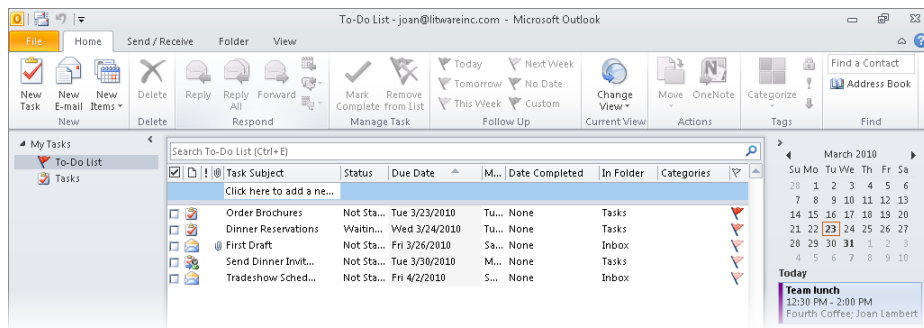 To-Do List - joan@litwareinc.com - Microsoft Outlook
File Home Send / Receive Folder View
New Task New E-mail New Items Delete Reply Reply All Forward Mark Complete Remove from List Today Tomorrow This Week Next Week No Date Custom Change View Move OneNote Categorize Find a Contact Address Book
New Delete Respond Manage Task Follow Up Current View Actions Tags Find
My Tasks
To-Do List
Tasks
Search To-Do List (Ctrl+E)
Task Subject Status Due Date M... Date Completed In Folder Categories
Click here to add a ne...
Order Brochures Not Sta... Tue 3/23/2010 Tu... None Tasks
Dinner Reservations Waitin... Wed 3/24/2010 Tu... None Tasks
First Draft Not Sta... Fri 3/26/2010 Sa... None Inbox
Send Dinner Invit... Not Sta... Tue 3/30/2010 M... None Tasks
Tradeshow Sched... Not Sta... Fri 4/2/2010 S... None Inbox
March 2010
Su Mo Tu We Th Fr Sa
28 1 2 3 4 5 6
7 8 9 10 11 12 13
14 15 16 17 18 19 20
21 22 23 24 25 26 27
28 29 30 31 1 2 3
4 5 6 7 8 9 10
Today
Team lunch
12:30 PM - 2:00 PM
Fourth Coffee; Joan Lambert